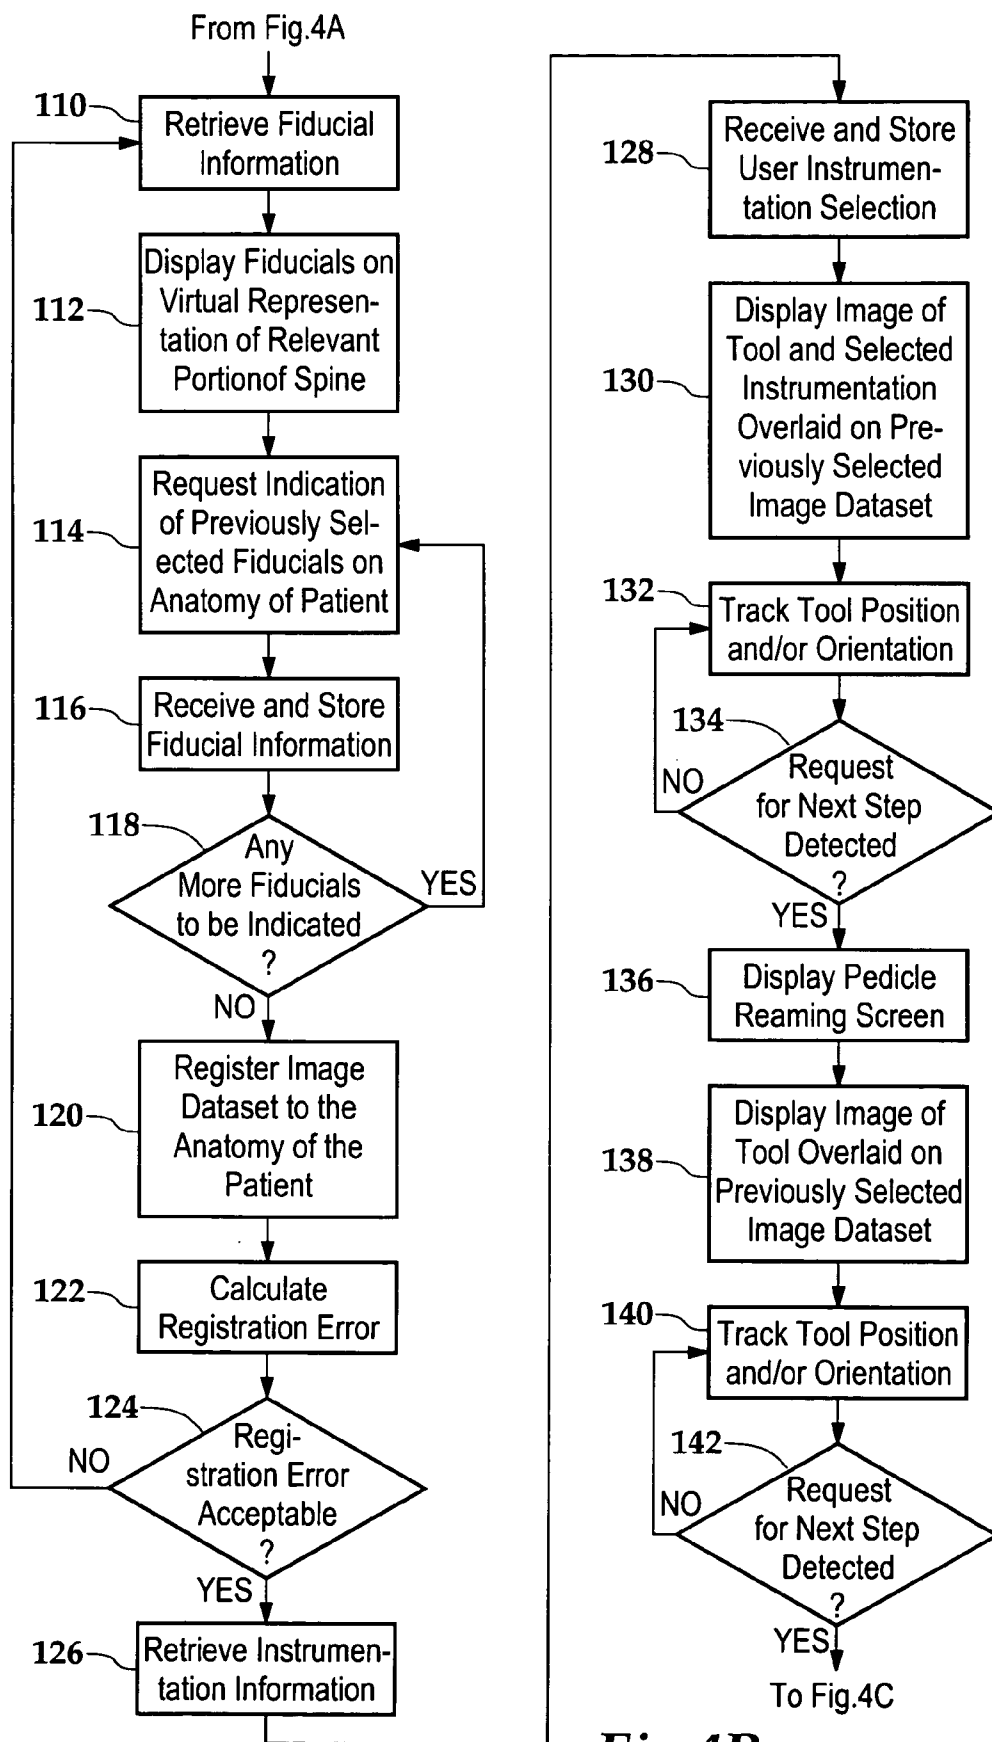 From Fig.4A
110
Retrieve Fiducial
Information
112
Display Fiducials on
Virtual Represen-
tation of Relevant
Portionof Spine
114
Request Indication
of Previously Sel-
ected Fiducials on
Anatomy of Patient
116
Receive and Store
Fiducial Information
118
Any
More Fiducials
to be Indicated
?
YES
NO
120
Register Image
Dataset to the
Anatomy of the
Patient
122
Calculate
Registration Error
124
Regi-
stration Error
Acceptable
?
NO
YES
126
Retrieve Instrumen-
tation Information
128
Receive and Store
User Instrumen-
tation Selection
130
Display Image of
Tool and Selected
Instrumentation
Overlaid on Pre-
viously Selected
Image Dataset
132
Track Tool Position
and/or Orientation
134
Request
for Next Step
Detected
?
NO
YES
136
Display Pedicle
Reaming Screen
138
Display Image of
Tool Overlaid on
Previously Selected
Image Dataset
140
Track Tool Position
and/or Orientation
142
Request
for Next Step
Detected
?
NO
YES
To Fig.4C
Fig.4B